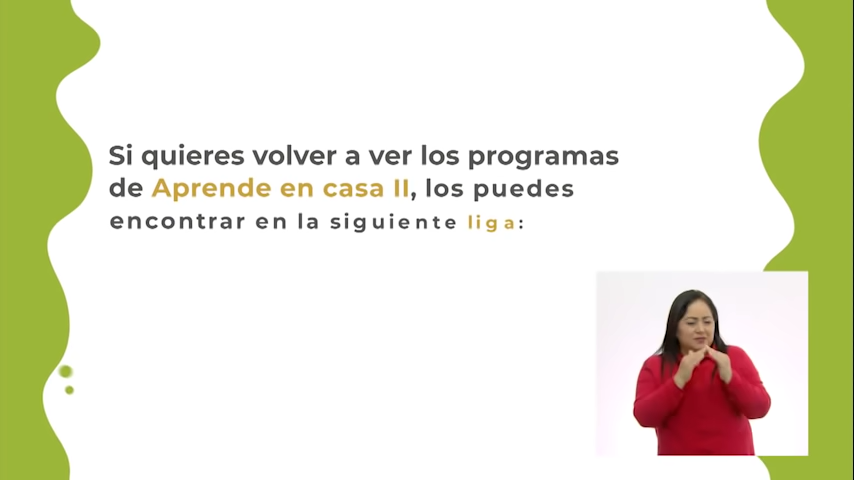 Si quieres volver a ver los programas
de Aprende en casa II, los puedes
encontrar en la siguiente liga: